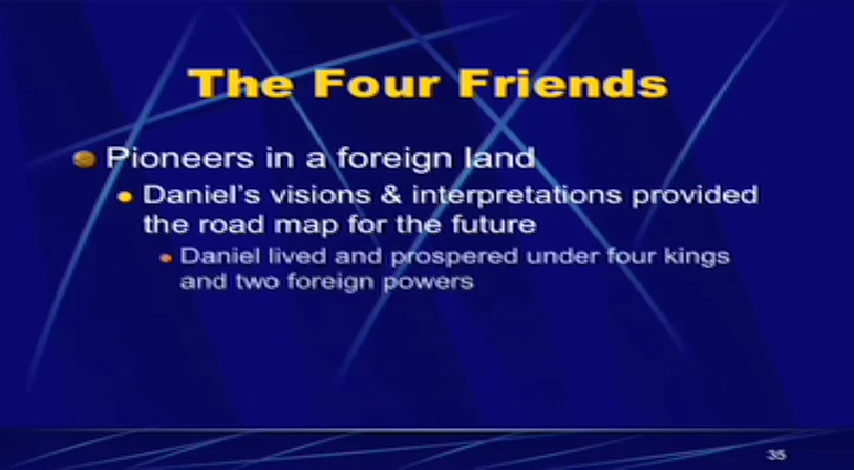 The Four Friends
Pioneers in a foreign land
Daniel's visions & interpretations provided
the road map for the future
Daniel lived and prospered under four kings
and two foreign powers
35